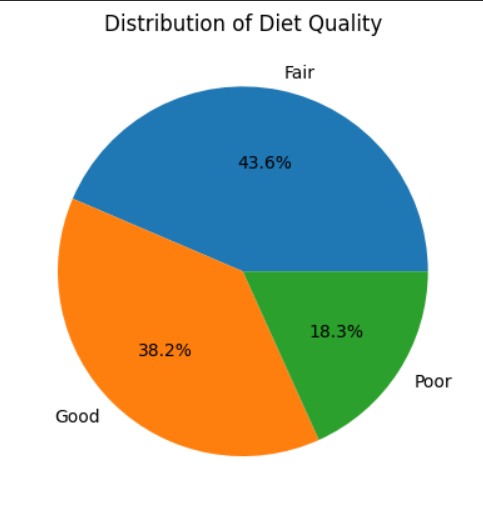 Distribution of Diet Quality
Fair
43.6%
38.2%
18.3%
Good
Poor